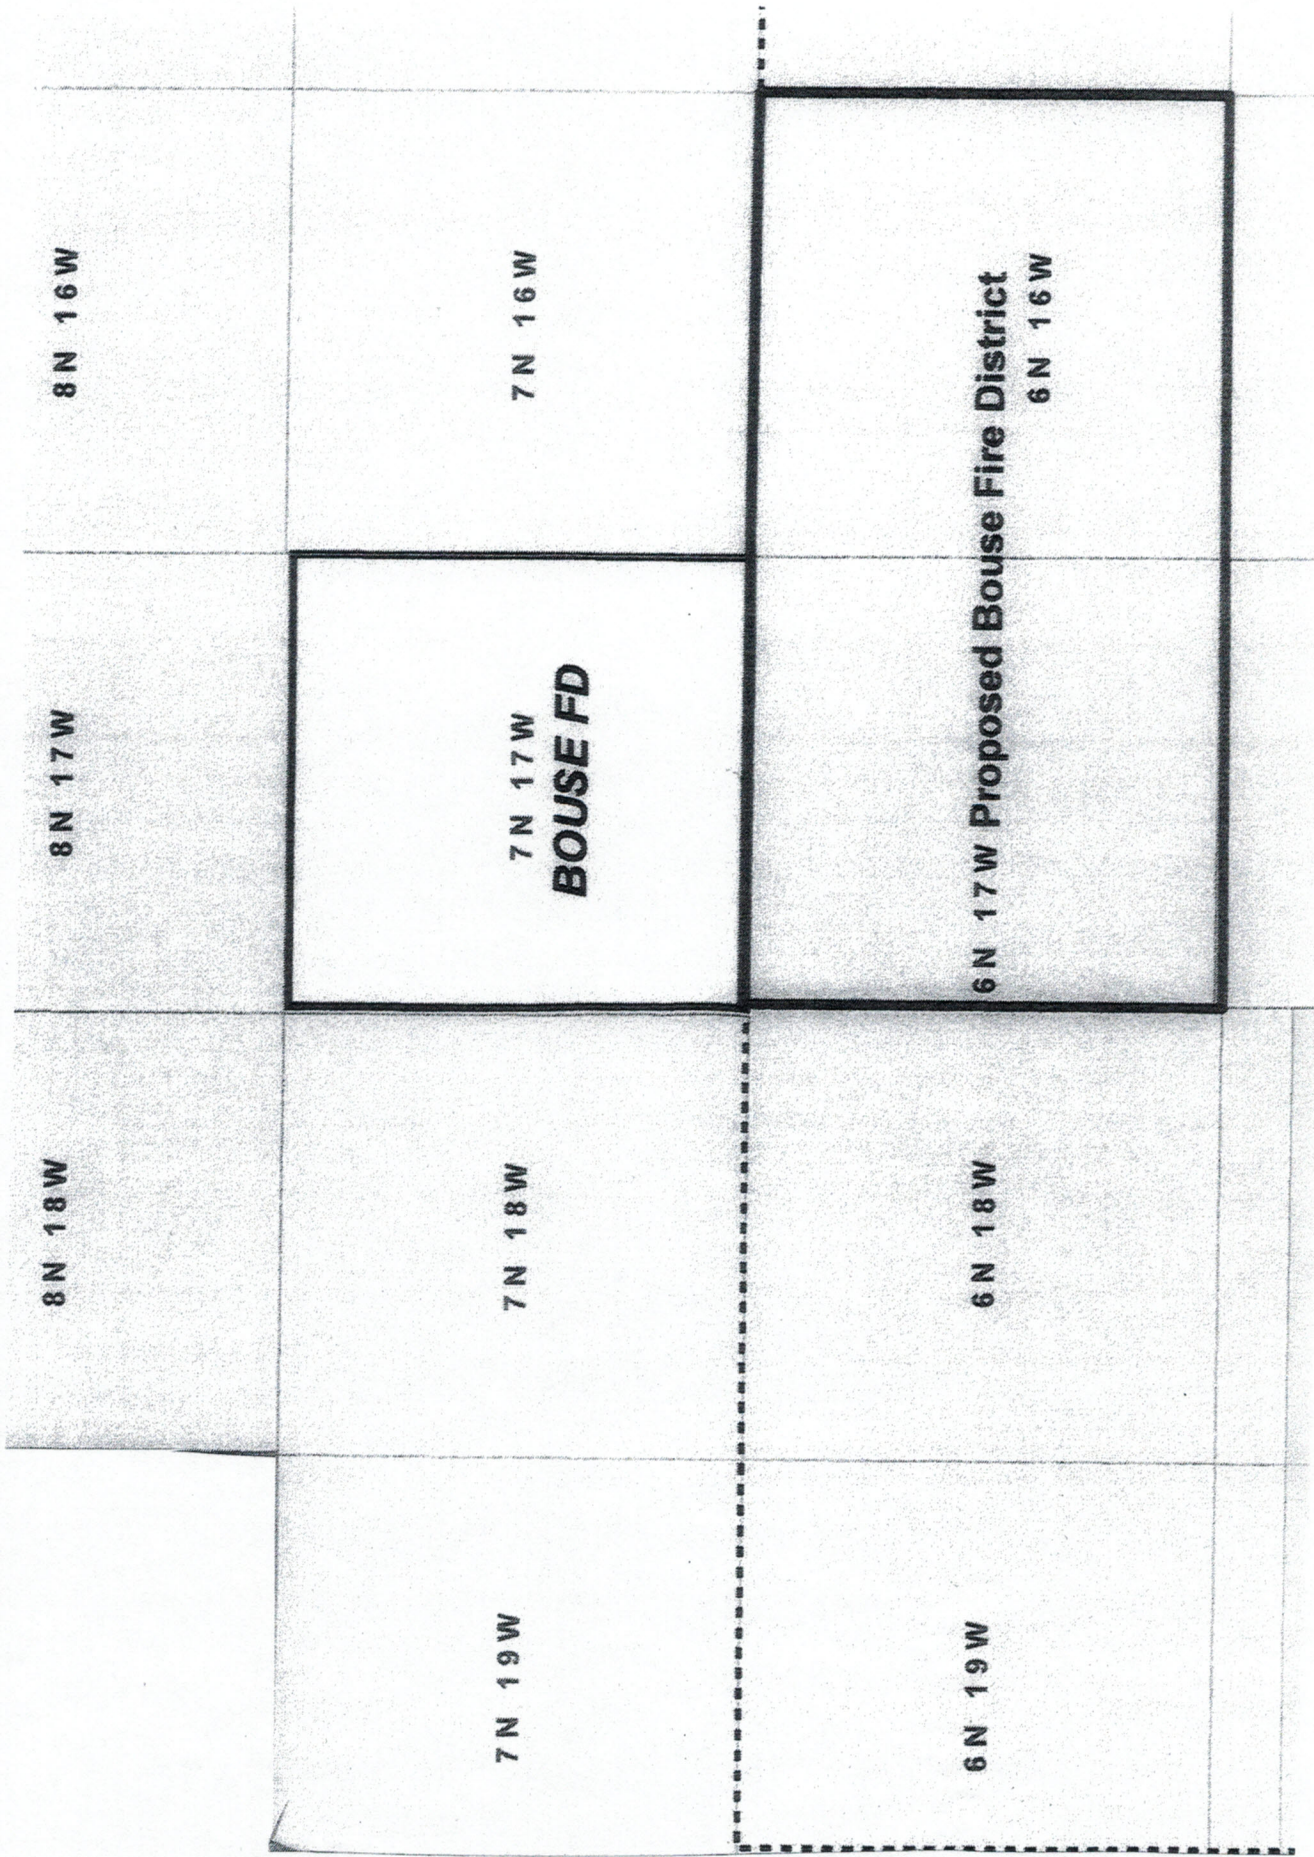 8N 18W
8N 17W
8N 16W
7N 19W
7N 18W
7N 17W
BOUSE FD
7N 16W
6N 19W
6N 18W
6N 17W Proposed Bouse Fire District
6N 16W